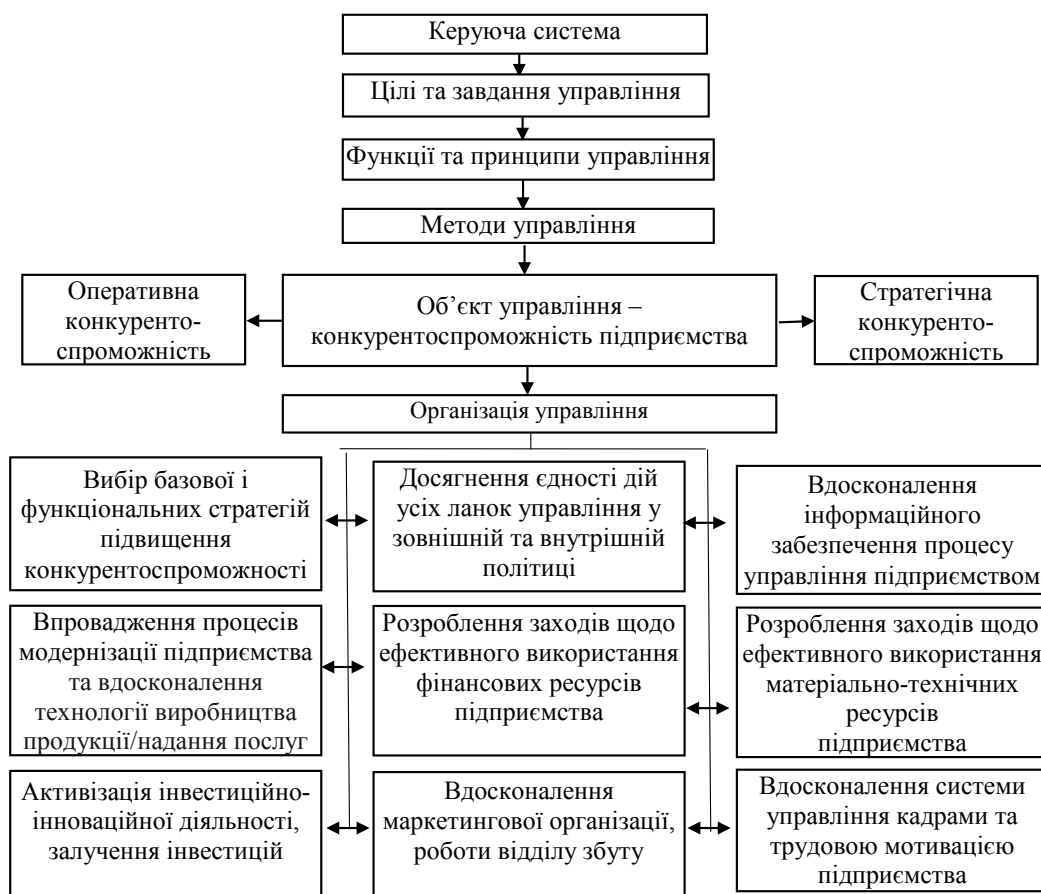 Керуюча система
Цілі та завдання управління
Функції та принципи управління
Методи управління
Оперативна
конкуренто-
спроможність
Об’єкт управління –
конкурентоспроможність підприємства
Стратегічна
конкуренто-
спроможність
Організація управління
Вибір базової і
функціональних стратегій
підвищення
конкурентоспроможності
Досягнення єдності дій
усіх ланок управління у
зовнішній та внутрішній
політиці
Вдосконалення
інформаційного
забезпечення процесу
управління підприємством
Впровадження процесів
модернізації підприємства
та вдосконалення
технології виробництва
продукції/надання послуг
Розроблення заходів щодо
ефективного використання
фінансових ресурсів
підприємства
Розроблення заходів щодо
ефективного використання
матеріально-технічних
ресурсів
підприємства
Активізація інвестиційно-
інноваційної діяльності,
залучення інвестицій
Вдосконалення
маркетингової організації,
роботи відділу збуту
Вдосконалення системи
управління кадрами та
трудовою мотивацією
підприємства